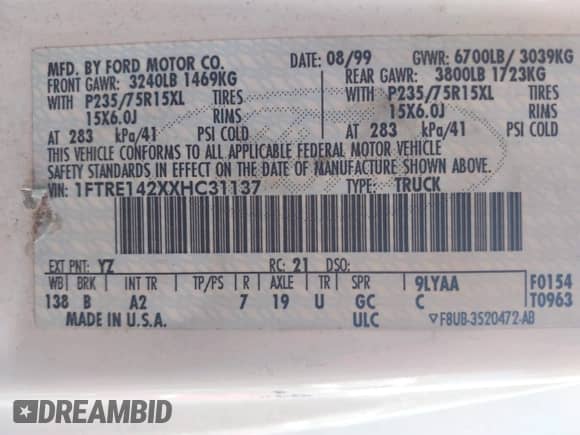 MFD. BY FORD MOTOR CO.
DATE: 08/99 GVWR: 6700LB/ 3039KG
FRONT GAWR: 3240LB 1469KG REAR GAWR: 3800LB 1723KG
WITH P235/75R15XL TIRES WITH P235/75R15XL TIRES
15X6.0J RIMS 15X6.0J RIMS
AT 283 kPa/41 PSI COLD AT 283 kPa/41 PSI COLD
THIS VEHICLE CONFORMS TO ALL APPLICABLE FEDERAL MOTOR VEHICLE
SAFETY STANDARDS IN EFFECT ON THE DATE OF MANUFACTURE SHOWN ABOVE.
VIN: 1FTRE142XXHC31137 TYPE: TRUCK
EXT PNT: YZ RC: 21 DSO:
WB BRK INT TR TP/PS R AXLE TR SPR 9LYAA F0154
138 B A2 7 19 U GC C T0963
MADE IN U.S.A. ULC ▽F8UB-3520472-AB
DREAMBID